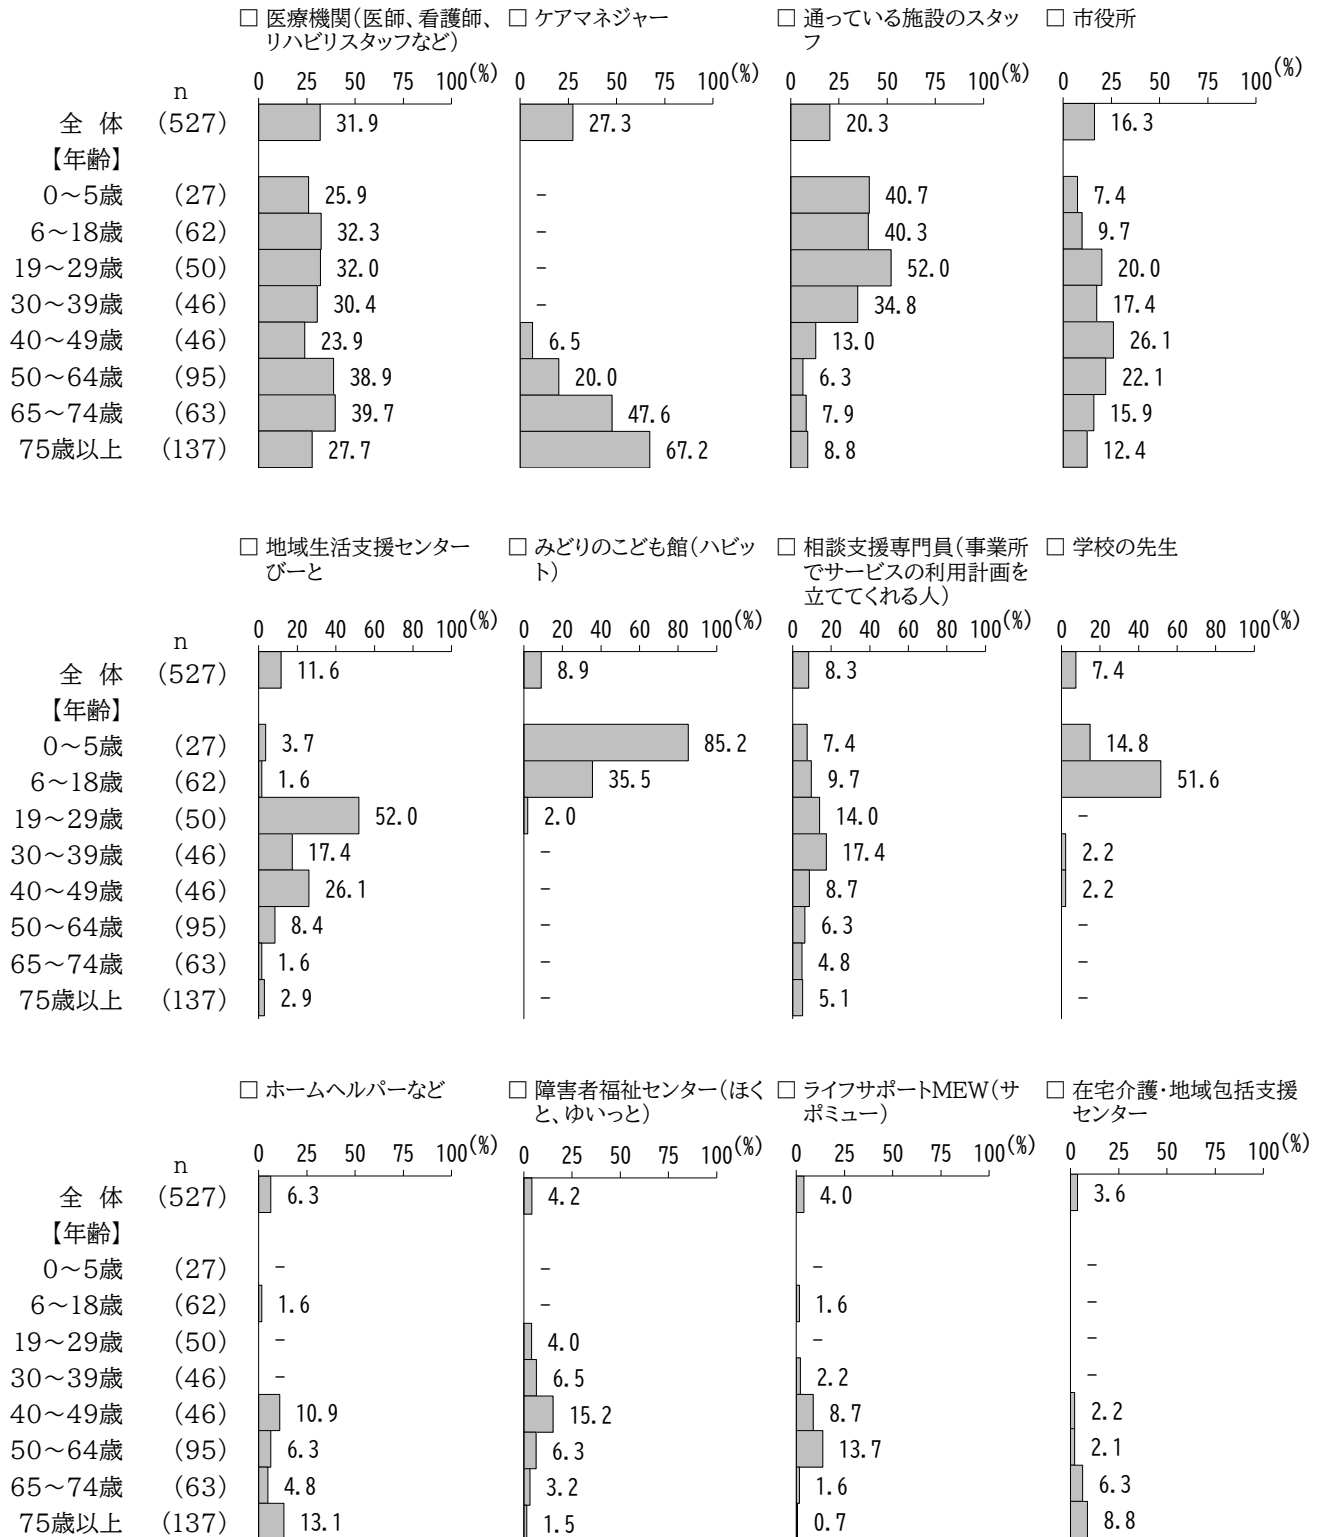 □ 医療機関（医師、看護師、 □ ケアマネジャー □ 通っている施設のスタッ □ 市役所
リハビリスタッフなど） フ
0 25 50 75 100(%) 0 25 50 75 100(%) 0 25 50 75 100(%) 0 25 50 75 100(%)
n
全 体 (527) 31.9 27.3 20.3 16.3
【年齢】
0～5歳 (27) 25.9 － 40.7 7.4
6～18歳 (62) 32.3 － 40.3 9.7
19～29歳 (50) 32.0 － 52.0 20.0
30～39歳 (46) 30.4 － 34.8 17.4
40～49歳 (46) 23.9 6.5 13.0 26.1
50～64歳 (95) 38.9 20.0 6.3 22.1
65～74歳 (63) 39.7 47.6 7.9 15.9
75歳以上 (137) 27.7 67.2 8.8 12.4
□ 地域生活支援センター □ みどりのこども館（ハビッ □ 相談支援専門員（事業所 □ 学校の先生
びーと ト） でサービスの利用計画を
立ててくれる人）
0 20 40 60 80 100(%) 0 20 40 60 80 100(%) 0 20 40 60 80 100(%) 0 20 40 60 80 100(%)
n
全 体 (527) 11.6 8.9 8.3 7.4
【年齢】
0～5歳 (27) 3.7 85.2 7.4 14.8
6～18歳 (62) 1.6 35.5 9.7 51.6
19～29歳 (50) 52.0 2.0 14.0 －
30～39歳 (46) 17.4 － 17.4 2.2
40～49歳 (46) 26.1 － 8.7 2.2
50～64歳 (95) 8.4 － 6.3 －
65～74歳 (63) 1.6 － 4.8 －
75歳以上 (137) 2.9 － 5.1 －
□ ホームヘルパーなど □ 障害者福祉センター（ほく □ ライフサポートMEW（サ □ 在宅介護・地域包括支援
と、ゆいっと） ポミュー） センター
0 25 50 75 100(%) 0 25 50 75 100(%) 0 25 50 75 100(%) 0 25 50 75 100(%)
n
全 体 (527) 6.3 4.2 4.0 3.6
【年齢】
0～5歳 (27) － － － －
6～18歳 (62) 1.6 － 1.6 －
19～29歳 (50) － 4.0 － －
30～39歳 (46) － 6.5 2.2 －
40～49歳 (46) 10.9 15.2 8.7 2.2
50～64歳 (95) 6.3 6.3 13.7 2.1
65～74歳 (63) 4.8 3.2 1.6 6.3
75歳以上 (137) 13.1 1.5 0.7 8.8